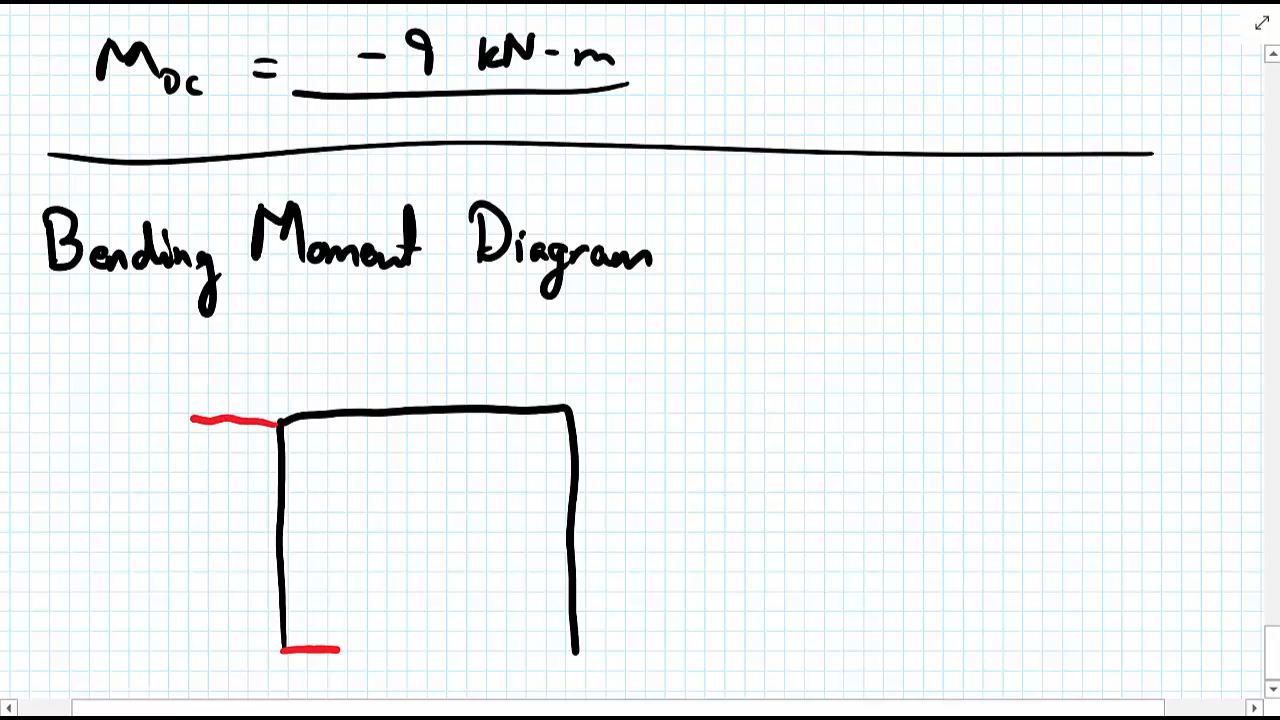 M_DC = -9 kN-m
Bending Moment Diagram